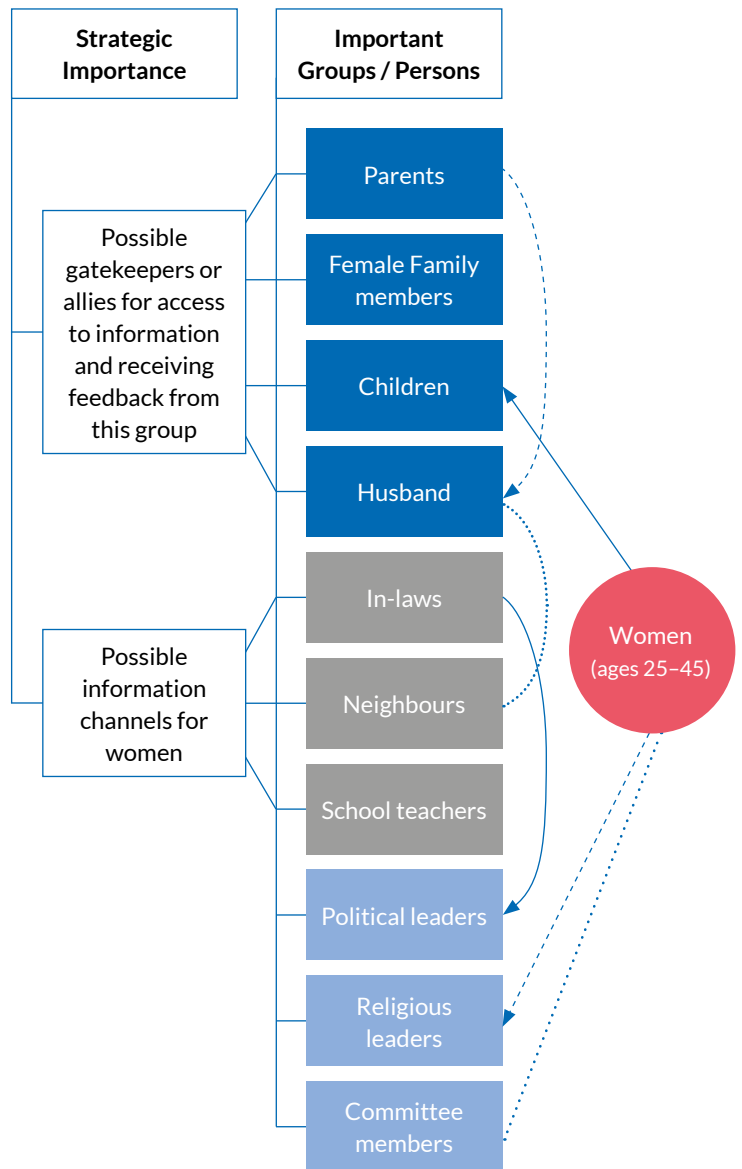 Strategic
Importance
Important
Groups / Persons
Possible
gatekeepers or
allies for access
to information
and receiving
feedback from
this group
Possible
information
channels for
women
Parents
Female Family
members
Children
Husband
In-laws
Neighbours
School teachers
Political leaders
Religious
leaders
Committee
members
Women
(ages 25–45)